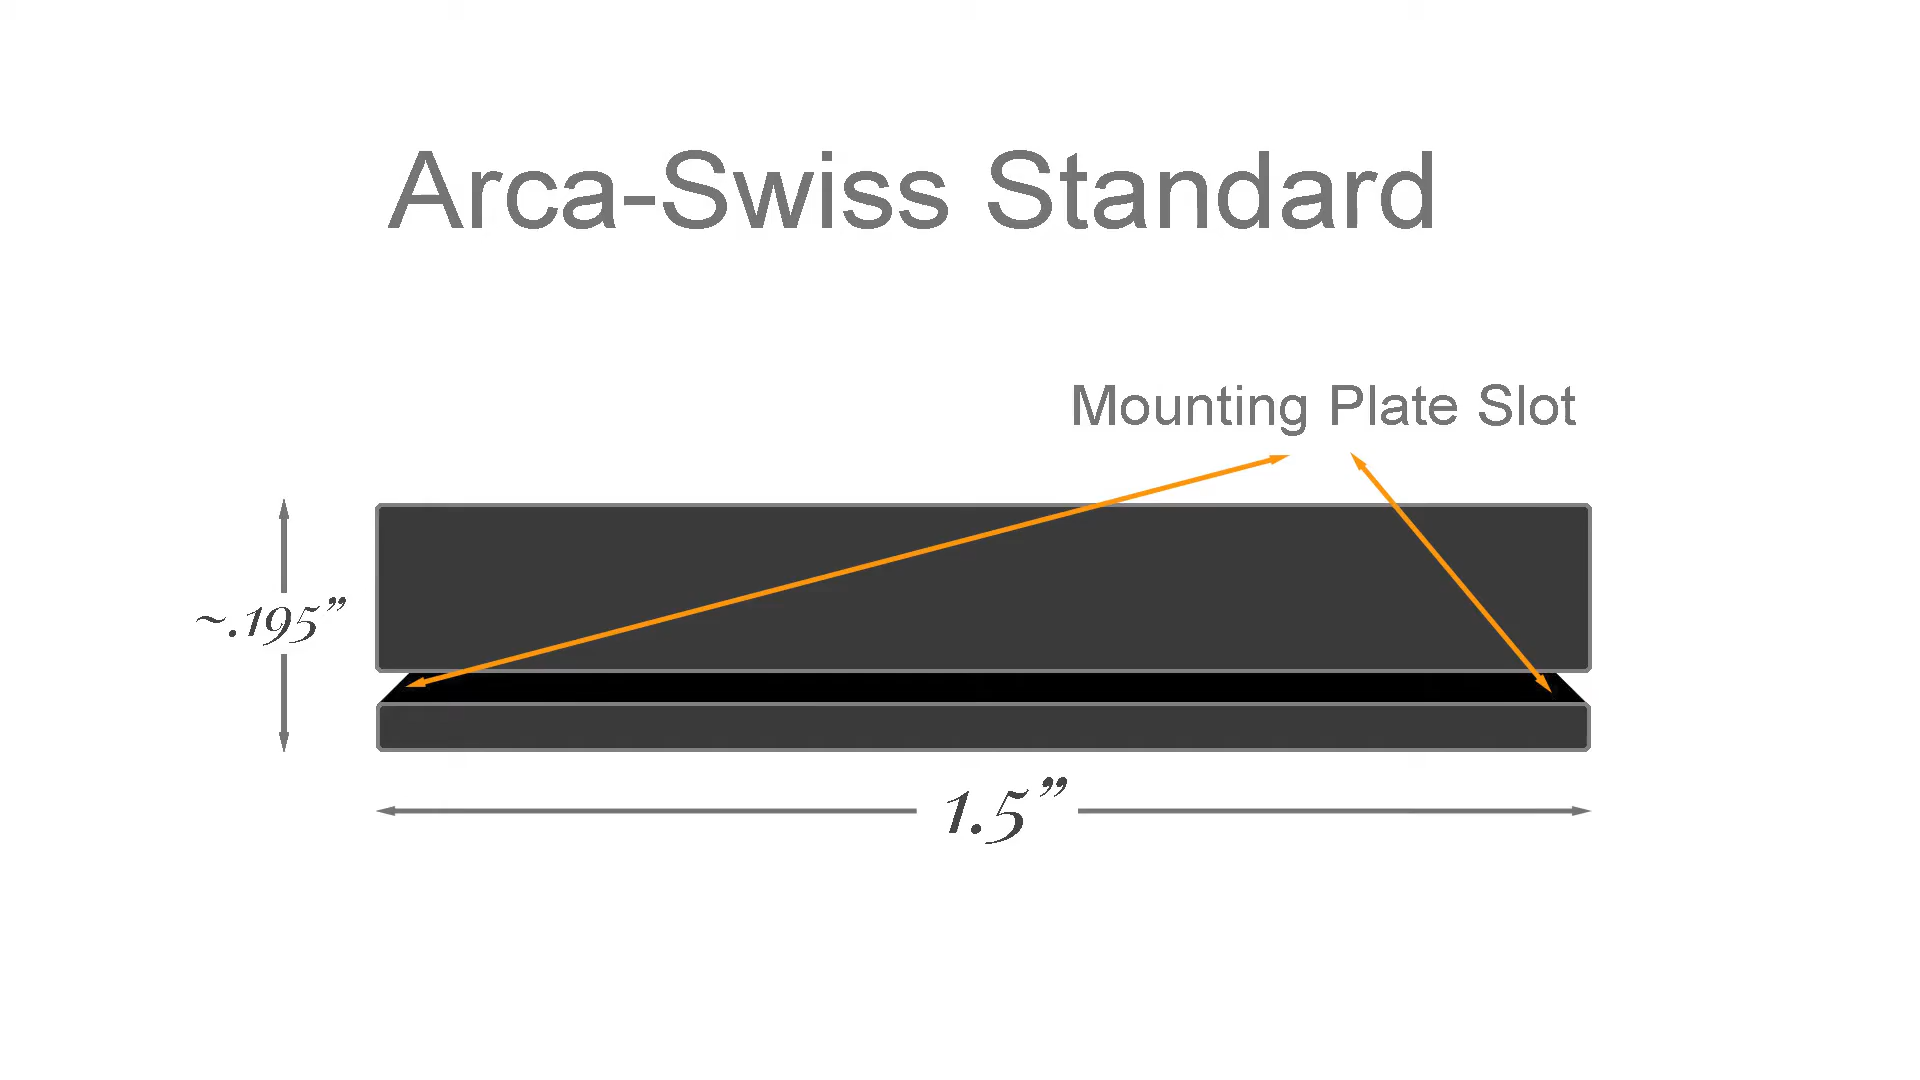 Arca-Swiss Standard
Mounting Plate Slot
~.195”
1.5”